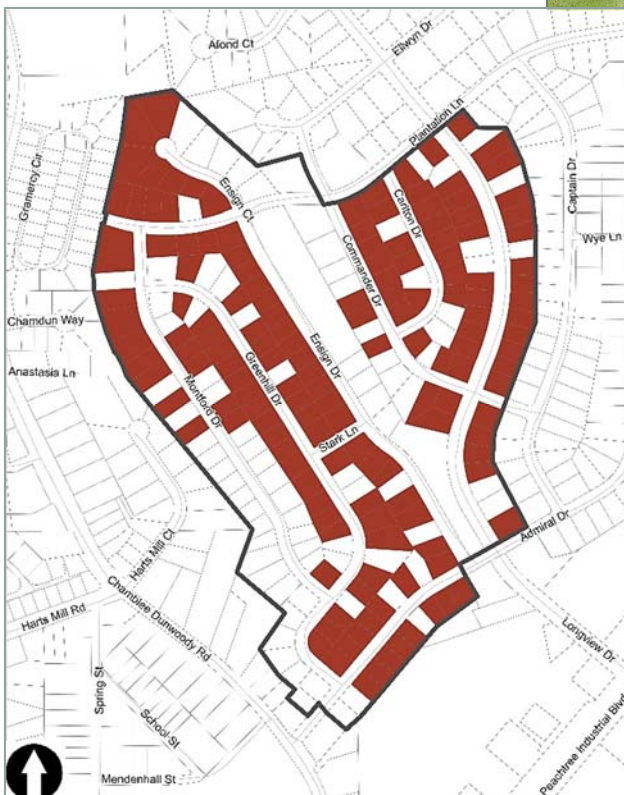 Afond Ct
Ellwyn Dr
Plantation Ln
Gramercy Cir
Ensign Ct
Carlton Dr
Captain Dr
Commander Dr
Wye Ln
Chamdun Way
Ensign Dr
Anastasia Ln
Greenhill Dr
Montford Dr
Stark Ln
Admiral Dr
Harts Mill Ct
Chamblee Dunwoody Rd
Harts Mill Rd
Longview Dr
Spring St
School St
Peachtree Industrial Blvd
Mendenhall St